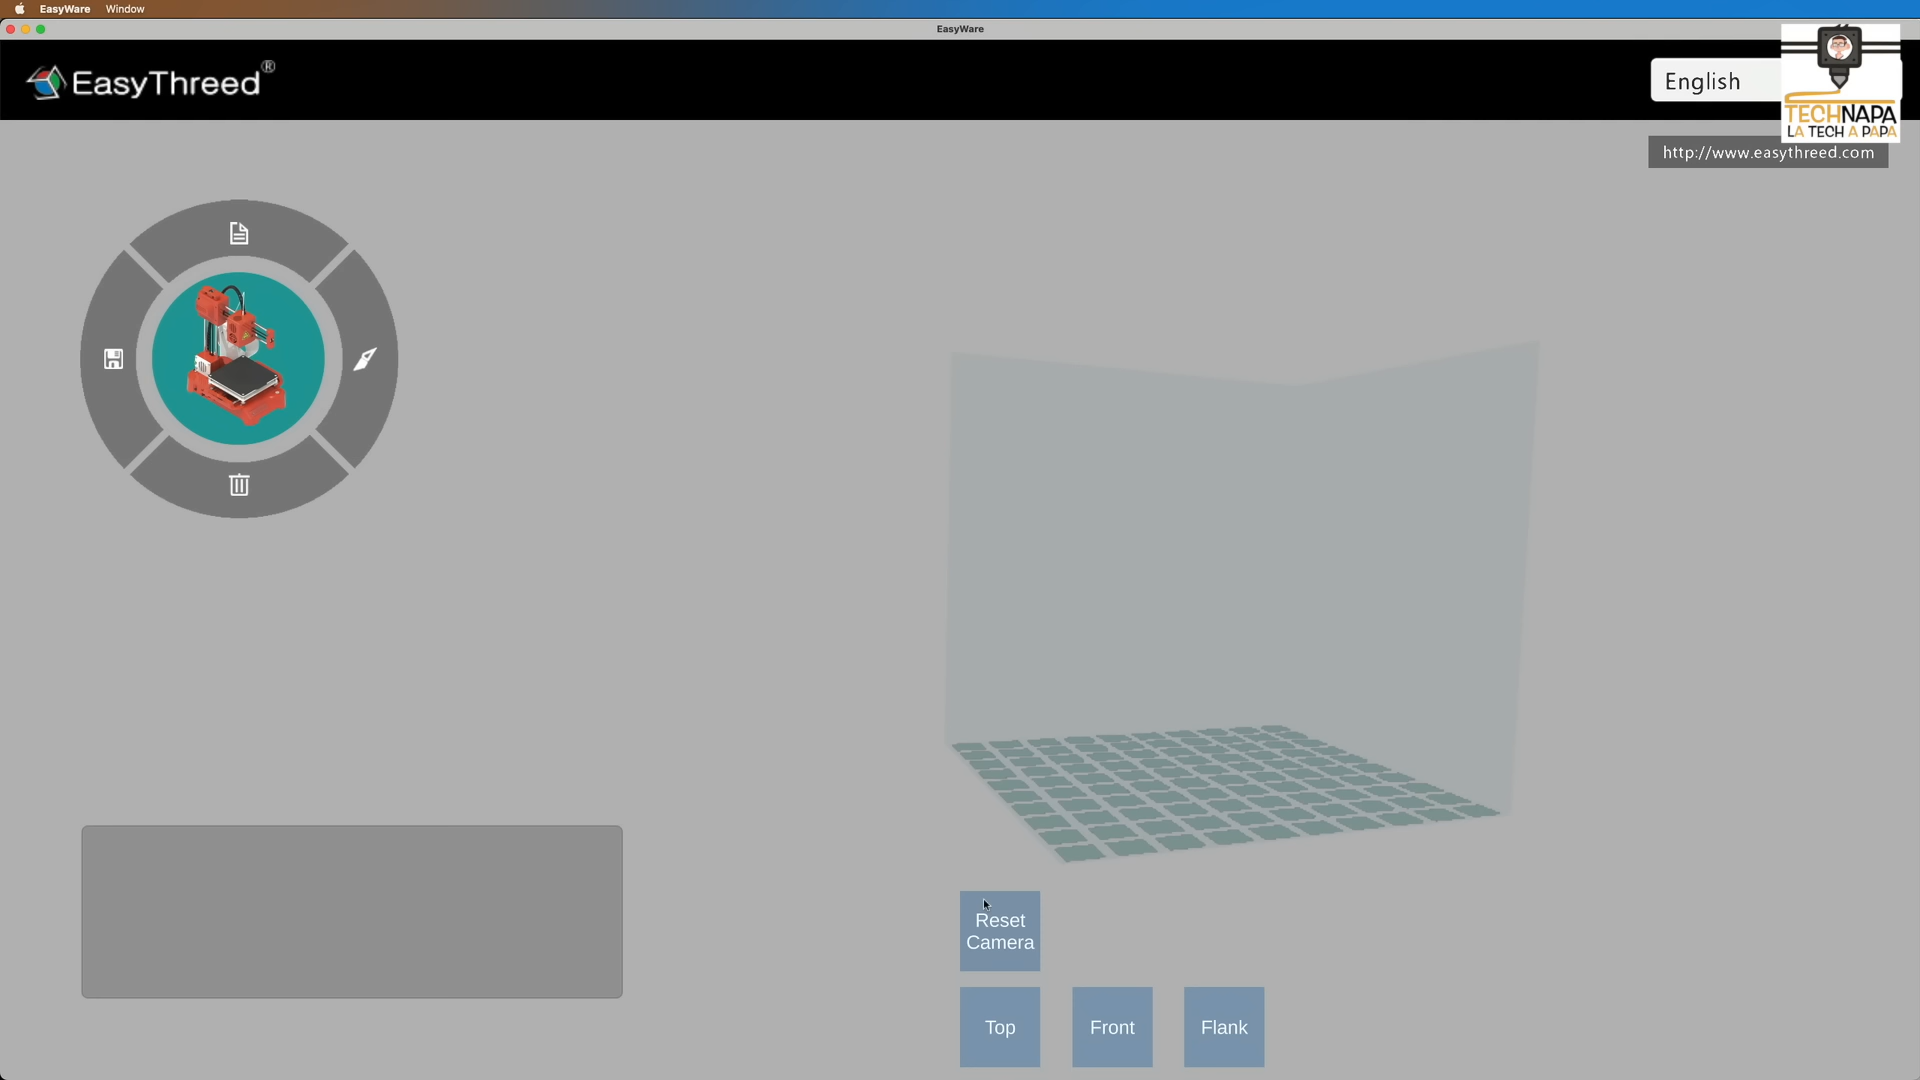 EasyWare Window
EasyWare
EasyThreed®
English
TECHNAPA
LA TECH A PAPA
http://www.easythreed.com
Reset
Camera
Top Front Flank